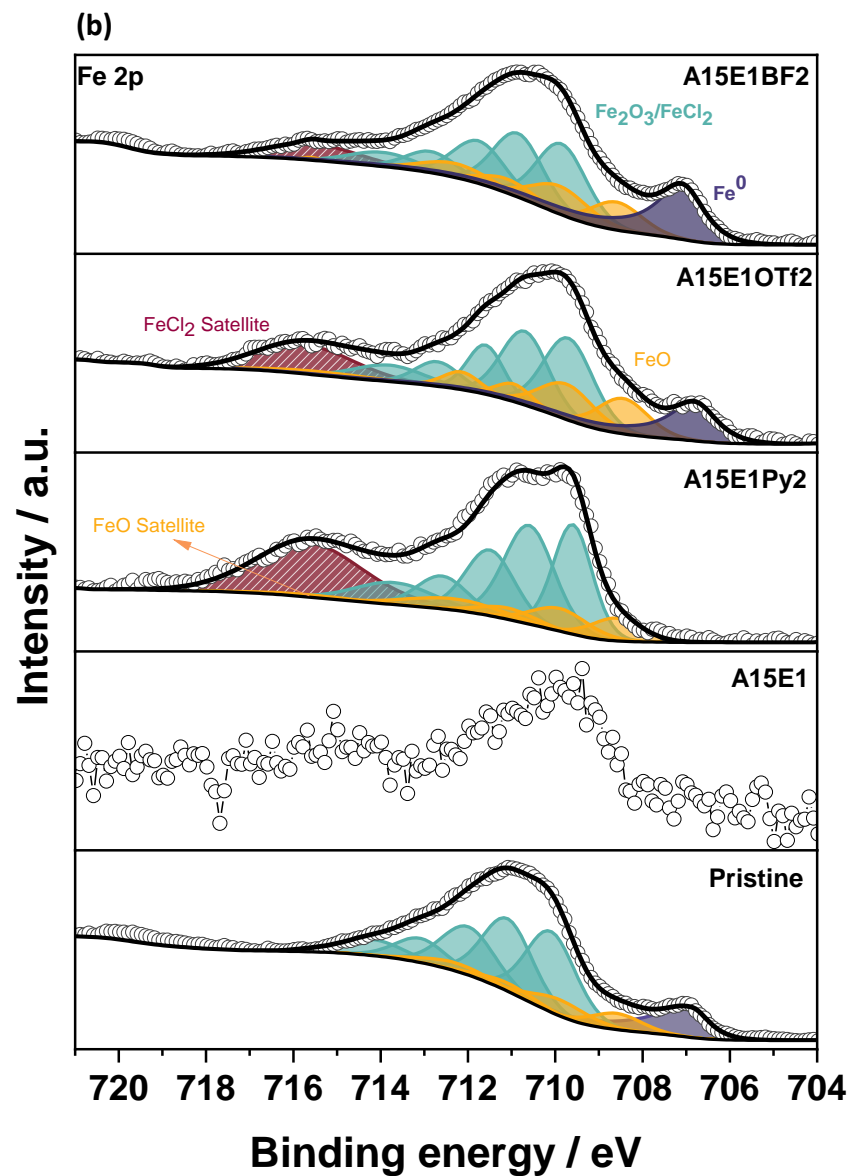 (b)
Fe 2p
A15E1BF2
Fe2O3/FeCl2
Fe0
A15E1OTf2
FeCl2 Satellite
FeO
A15E1Py2
FeO Satellite
A15E1
Pristine
Intensity / a.u.
720 718 716 714 712 710 708 706 704
Binding energy / eV